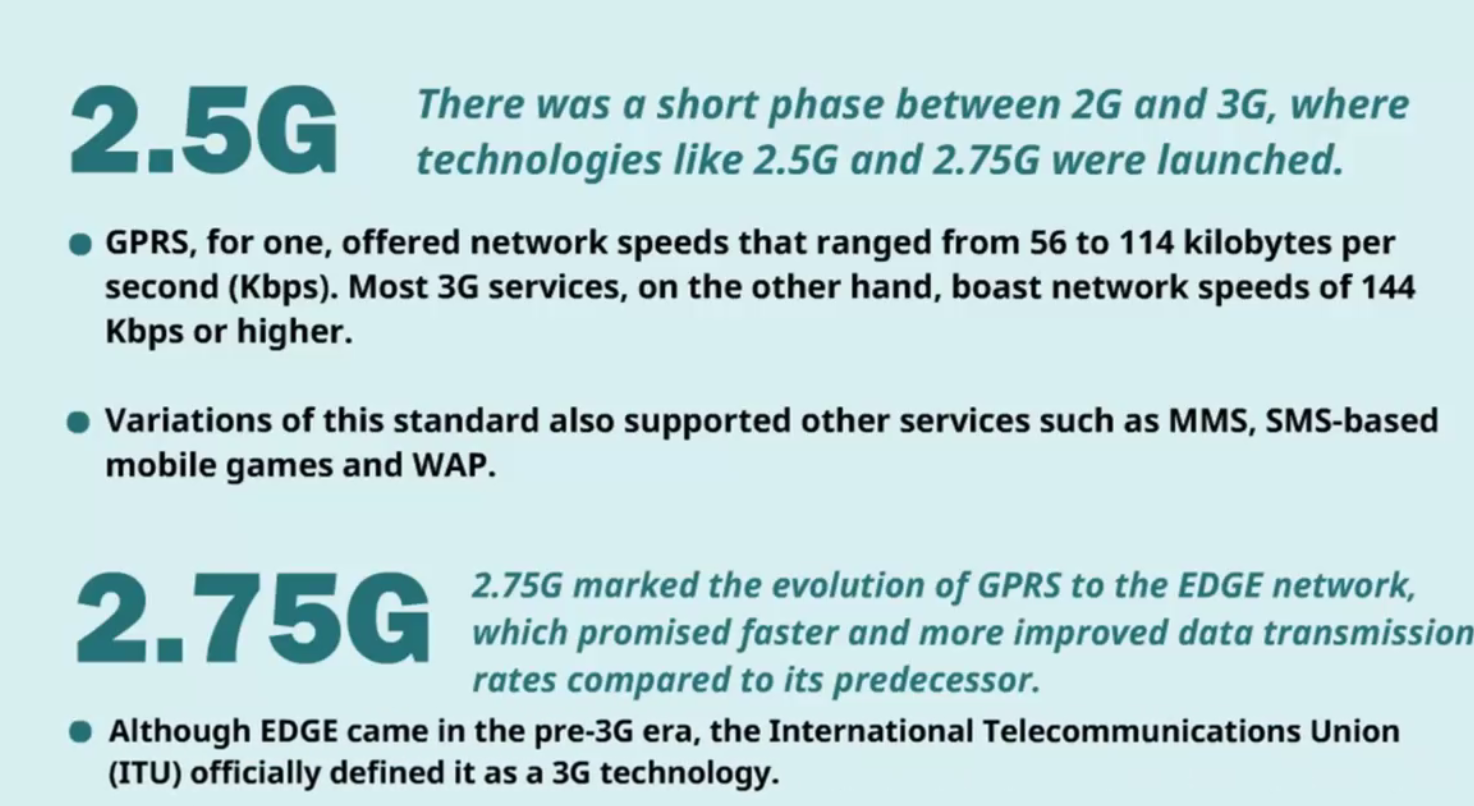 2.5G
There was a short phase between 2G and 3G, where
technologies like 2.5G and 2.75G were launched.
GPRS, for one, offered network speeds that ranged from 56 to 114 kilobytes per
second (Kbps). Most 3G services, on the other hand, boast network speeds of 144
Kbps or higher.
Variations of this standard also supported other services such as MMS, SMS-based
mobile games and WAP.
2.75G
2.75G marked the evolution of GPRS to the EDGE network,
which promised faster and more improved data transmission
rates compared to its predecessor.
Although EDGE came in the pre-3G era, the International Telecommunications Union
(ITU) officially defined it as a 3G technology.